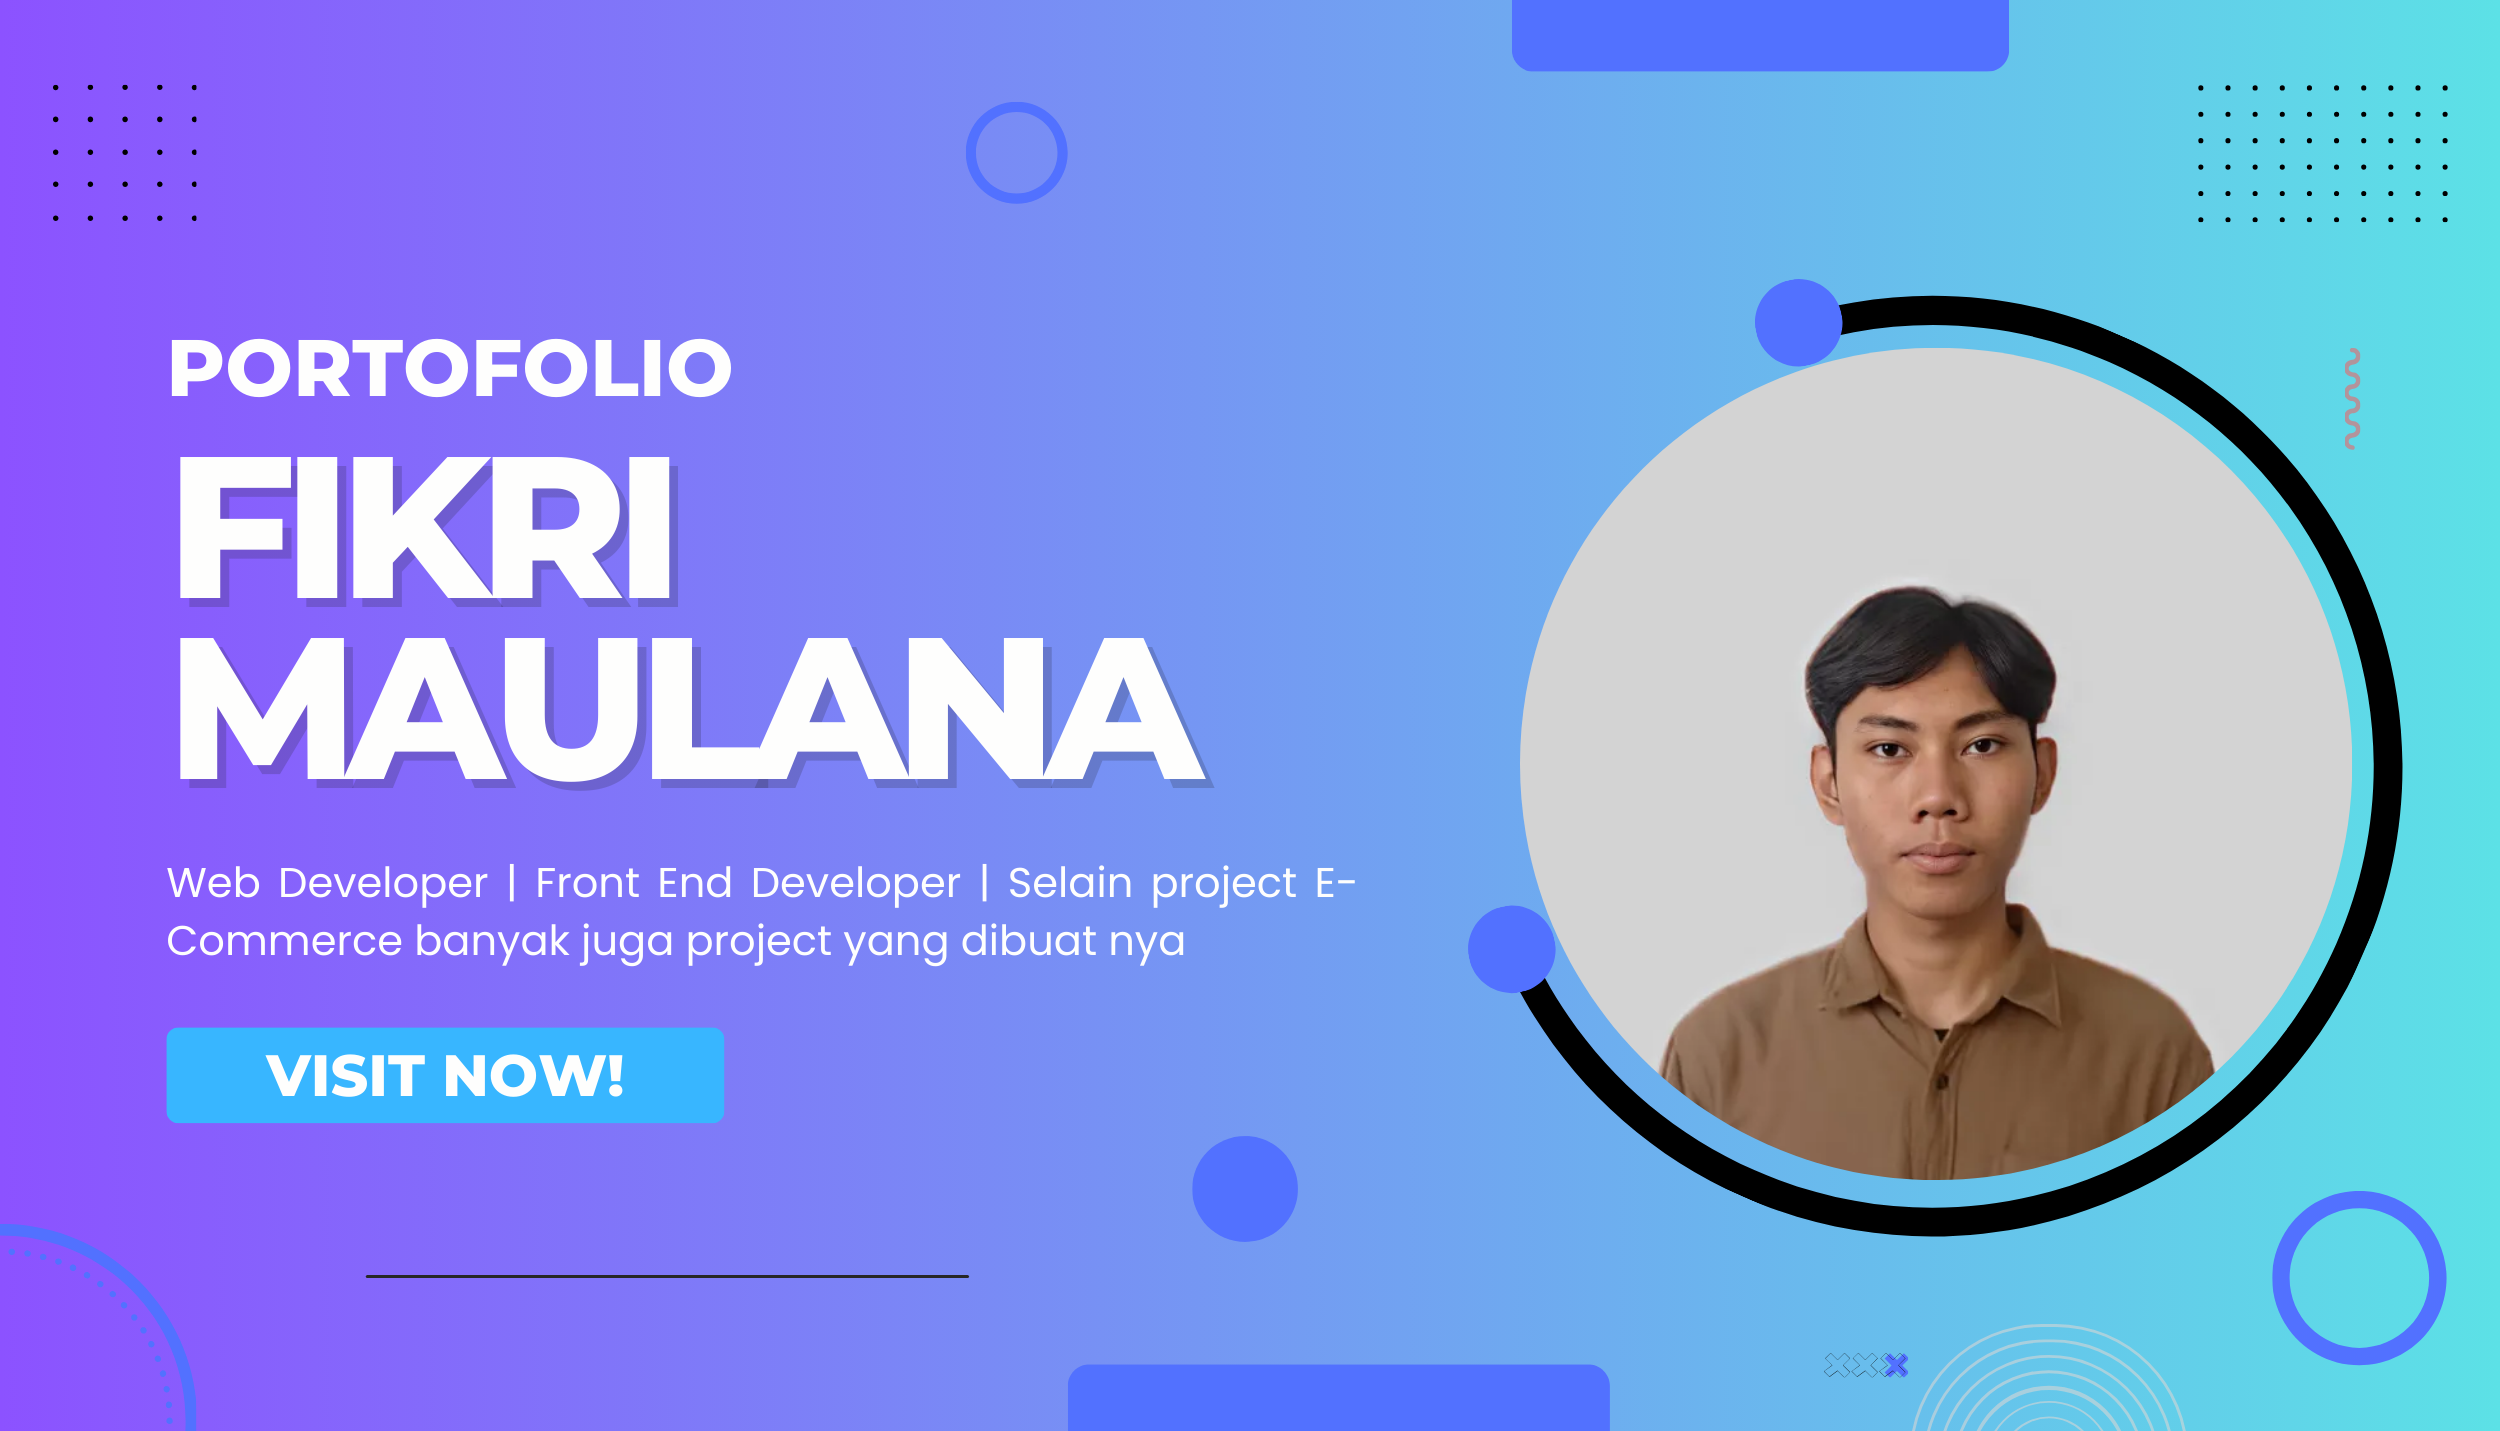 PORTOFOLIO
FIKRI
MAULANA
Web Developer | Front End Developer | Selain project E-
Commerce banyak juga project yang dibuat nya
VISIT NOW!